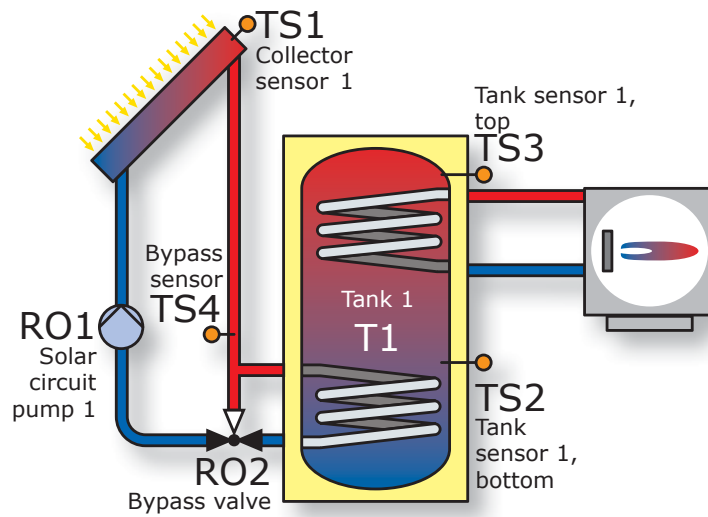 TS1
Collector
sensor 1
Tank sensor 1,
top
TS3
Bypass
sensor
TS4
Tank 1
T1
RO1
Solar
circuit
pump 1
TS2
Tank
sensor 1,
bottom
RO2
Bypass valve